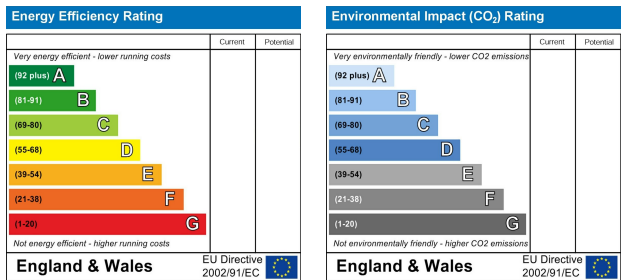 Energy Efficiency Rating
Current Potential
Very energy efficient - lower running costs
(92 plus) A
(81-91) B
(69-80) C
(55-68) D
(39-54) E
(21-38) F
(1-20) G
Not energy efficient - higher running costs
England & Wales
EU Directive
2002/91/EC
Environmental Impact (CO2) Rating
Current Potential
Very environmentally friendly - lower CO2 emissions
(92 plus) A
(81-91) B
(69-80) C
(55-68) D
(39-54) E
(21-38) F
(1-20) G
Not environmentally friendly - higher CO2 emissions
England & Wales
EU Directive
2002/91/EC